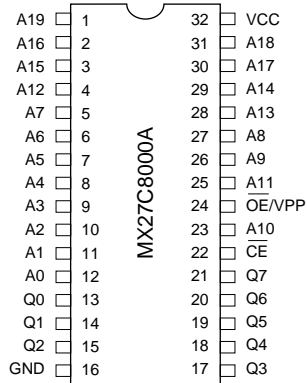 A19 1 32 VCC
A16 2 31 A18
A15 3 30 A17
A12 4 29 A14
A7 5 28 A13
A6 6 27 A8
A5 7 26 A9
A4 8 25 A11
A3 9 24 OE/VPP
A2 10 23 A10
A1 11 22 CE
A0 12 21 Q7
Q0 13 20 Q6
Q1 14 19 Q5
Q2 15 18 Q4
GND 16 17 Q3
MX27C8000A